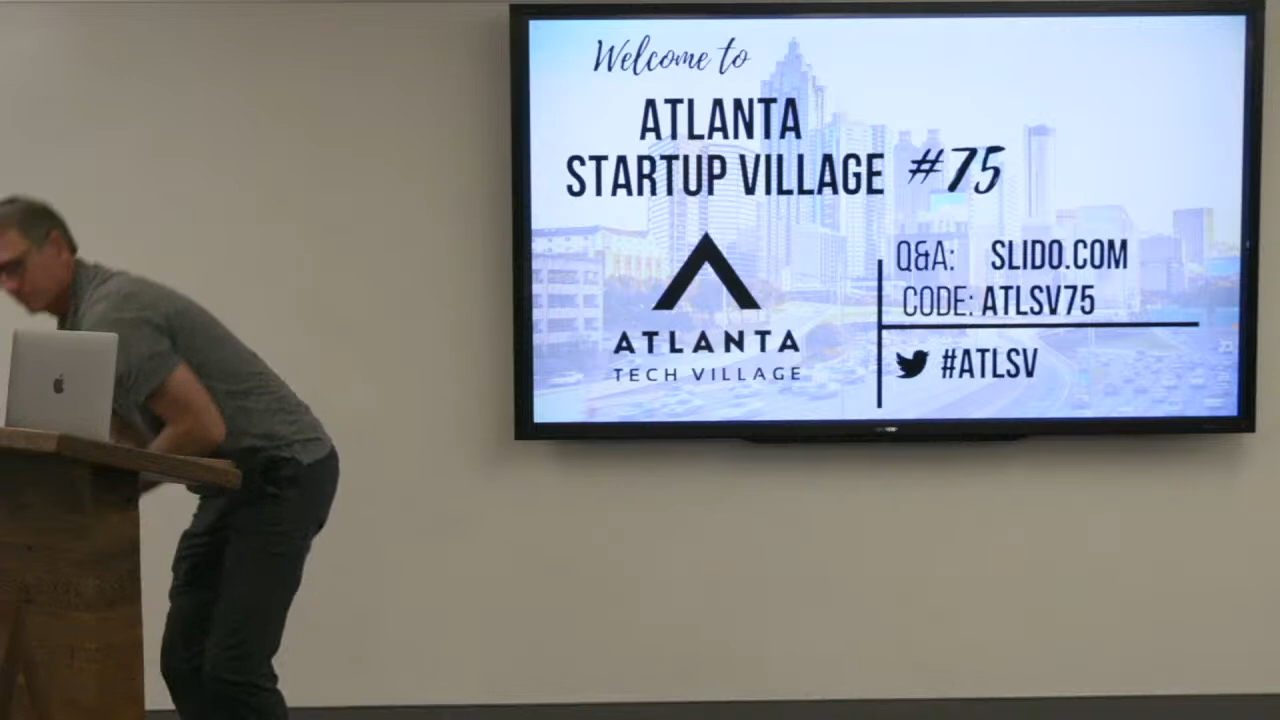 Welcome to
ATLANTA
STARTUP VILLAGE #75
ATLANTA
TECH VILLAGE
Q&A: SLIDO.COM
CODE: ATLSV75
#ATLSV